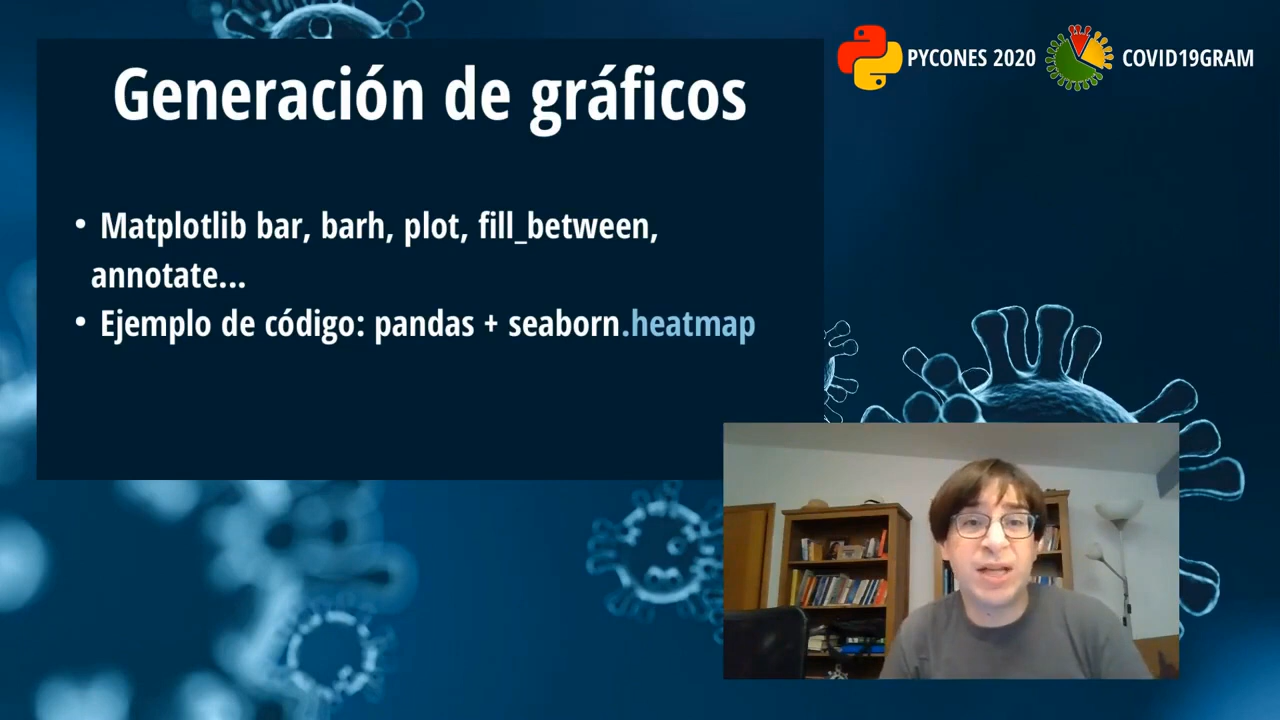 Generación de gráficos
PYCONES 2020
COVID19GRAM
• Matplotlib bar, barh, plot, fill_between,
annotate...
• Ejemplo de código: pandas + seaborn.heatmap